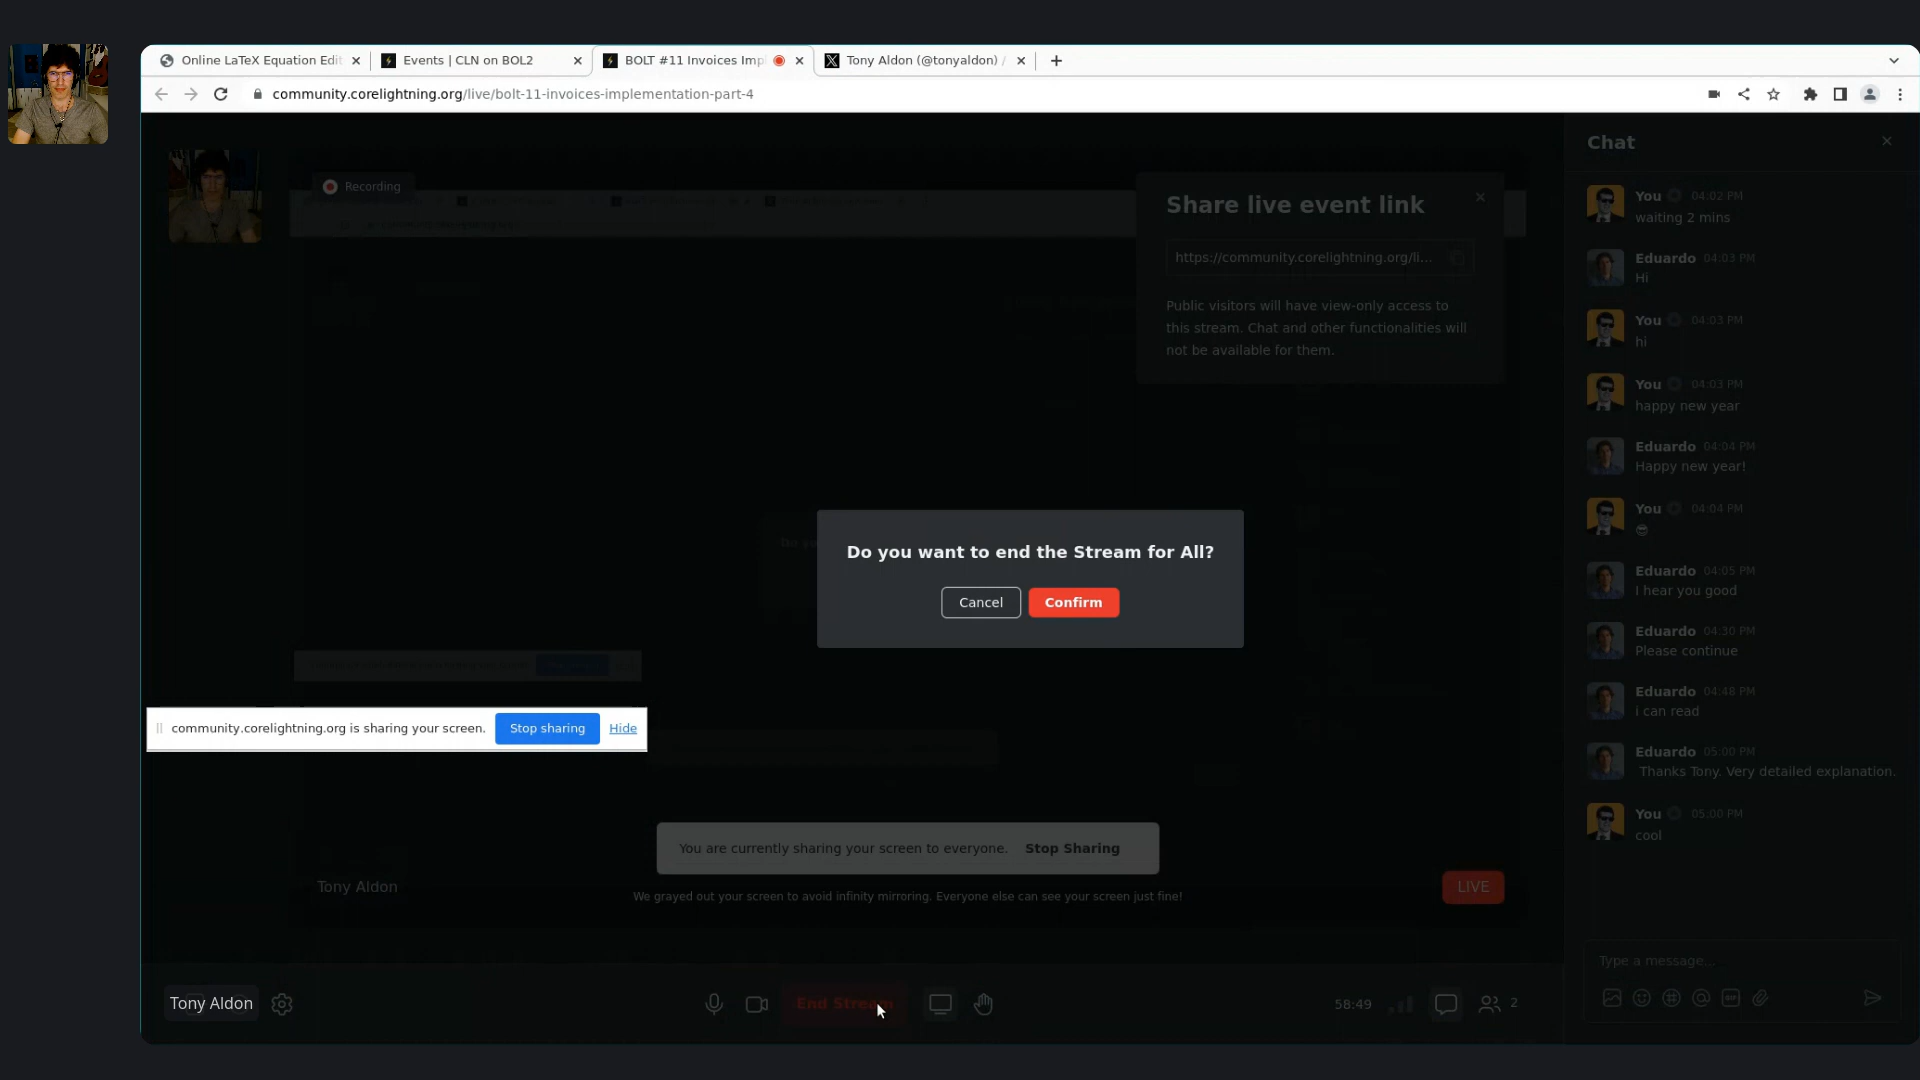 Online LaTeX Equation Edit
Events | CLN on BOL2
BOLT #11 Invoices Imp
Tony Aldon (@tonyaldon) /
community.corelightning.org/live/bolt-11-invoices-implementation-part-4
Recording
Share live event link
https://community.corelightning.org/li...
Public visitors will have view-only access to
this stream. Chat and other functionalities will
not be available for them.
Do you want to end the Stream for All?
Cancel
Confirm
community.corelightning.org is sharing your screen.
Stop sharing
Hide
You are currently sharing your screen to everyone.
Stop Sharing
We grayed out your screen to avoid infinity mirroring. Everyone else can see your screen just fine!
Tony Aldon
LIVE
Tony Aldon
End Stream
58:49
2
Chat
You 04:02 PM
waiting 2 mins
Eduardo 04:03 PM
Hi
You 04:03 PM
hi
You 04:03 PM
happy new year
Eduardo 04:04 PM
Happy new year!
You 04:04 PM
😎
Eduardo 04:05 PM
I hear you good
Eduardo 04:30 PM
Please continue
Eduardo 04:48 PM
i can read
Eduardo 05:00 PM
Thanks Tony. Very detailed explanation.
You 05:00 PM
cool
Type a message...